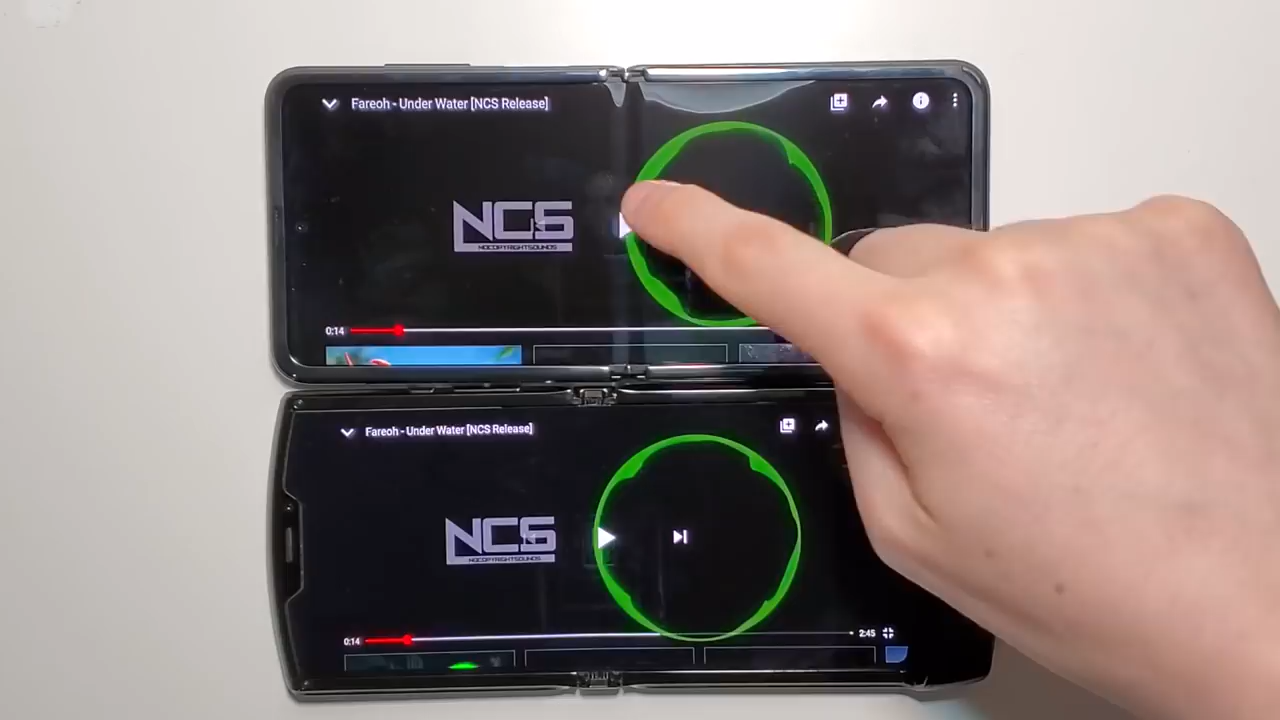 Fareoh - Under Water [NCS Release]
NCS
NOCOPYRIGHTSOUNDS
0:14
Fareoh - Under Water [NCS Release]
NCS
NOCOPYRIGHTSOUNDS
0:14
2:45